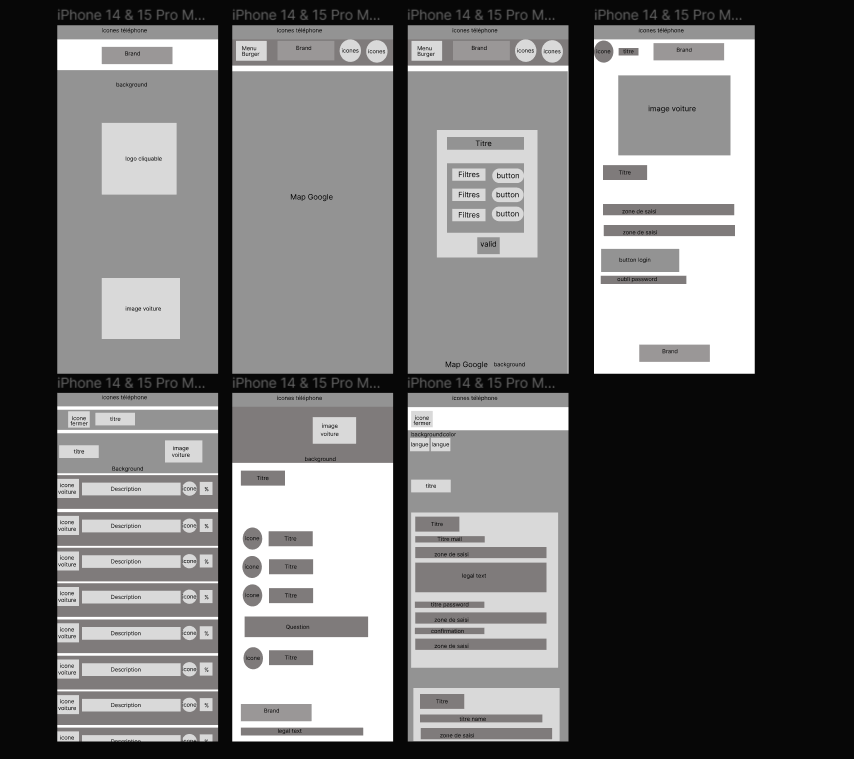 iPhone 14 & 15 Pro M...
icones téléphone
Brand
background
logo cliquable
image voiture
iPhone 14 & 15 Pro M...
icones téléphone
Menu
Burger
Brand
icones
icones
Map Google
iPhone 14 & 15 Pro M...
icones téléphone
Menu
Burger
Brand
icones
icones
Titre
Filtres
button
Filtres
button
Filtres
button
valid
Map Google
background
iPhone 14 & 15 Pro M...
icones téléphone
icone
titre
Brand
image voiture
Titre
zone de saisi
zone de saisi
button login
oubli password
Brand
iPhone 14 & 15 Pro M...
icones téléphone
icone
fermer
titre
titre
image
voiture
Background
icone
voiture
Description
icone
%
icone
voiture
Description
icone
%
icone
voiture
Description
icone
%
icone
voiture
Description
icone
%
icone
voiture
Description
icone
%
icone
voiture
Description
icone
%
icone
voiture
Description
icone
%
icone
Description
icone
%
iPhone 14 & 15 Pro M...
icones téléphone
image
voiture
background
Titre
icone
Titre
icone
Titre
icone
Titre
Question
icone
Titre
Brand
legal text
iPhone 14 & 15 Pro M...
icones téléphone
icone
fermer
backgroundcolor
langue
langue
titre
Titre
Titre mail
zone de saisi
legal text
titre password
zone de saisi
confirmation
zone de saisi
Titre
titre name
zone de saisi